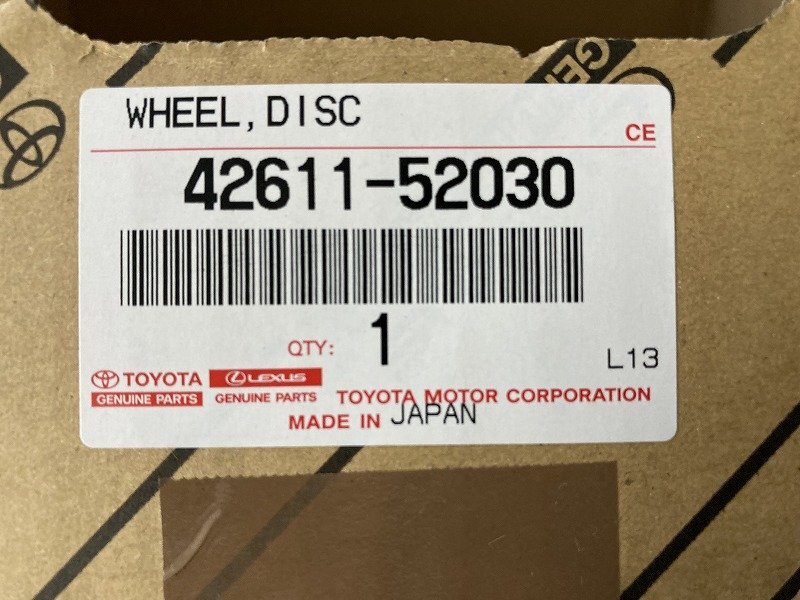 GEN
WHEEL,DISC
CE
42611-52030
QTY: 1
L13
TOYOTA LEXUS
GENUINE PARTS GENUINE PARTS
TOYOTA MOTOR CORPORATION
MADE IN JAPAN